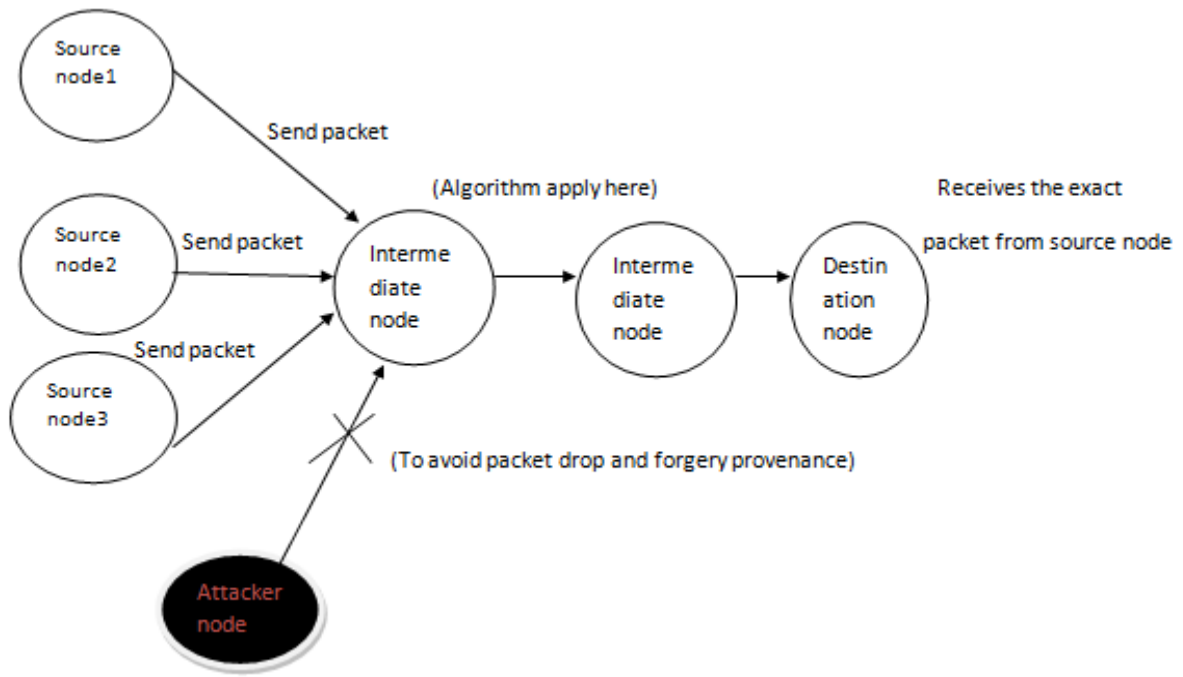 Source
node1
Send packet
(Algorithm apply here)
Receives the exact
packet from source node
Source
node2
Send packet
Interme
diate
node
Interme
diate
node
Destin
ation
node
Send packet
Source
node3
(To avoid packet drop and forgery provenance)
Attacker
node